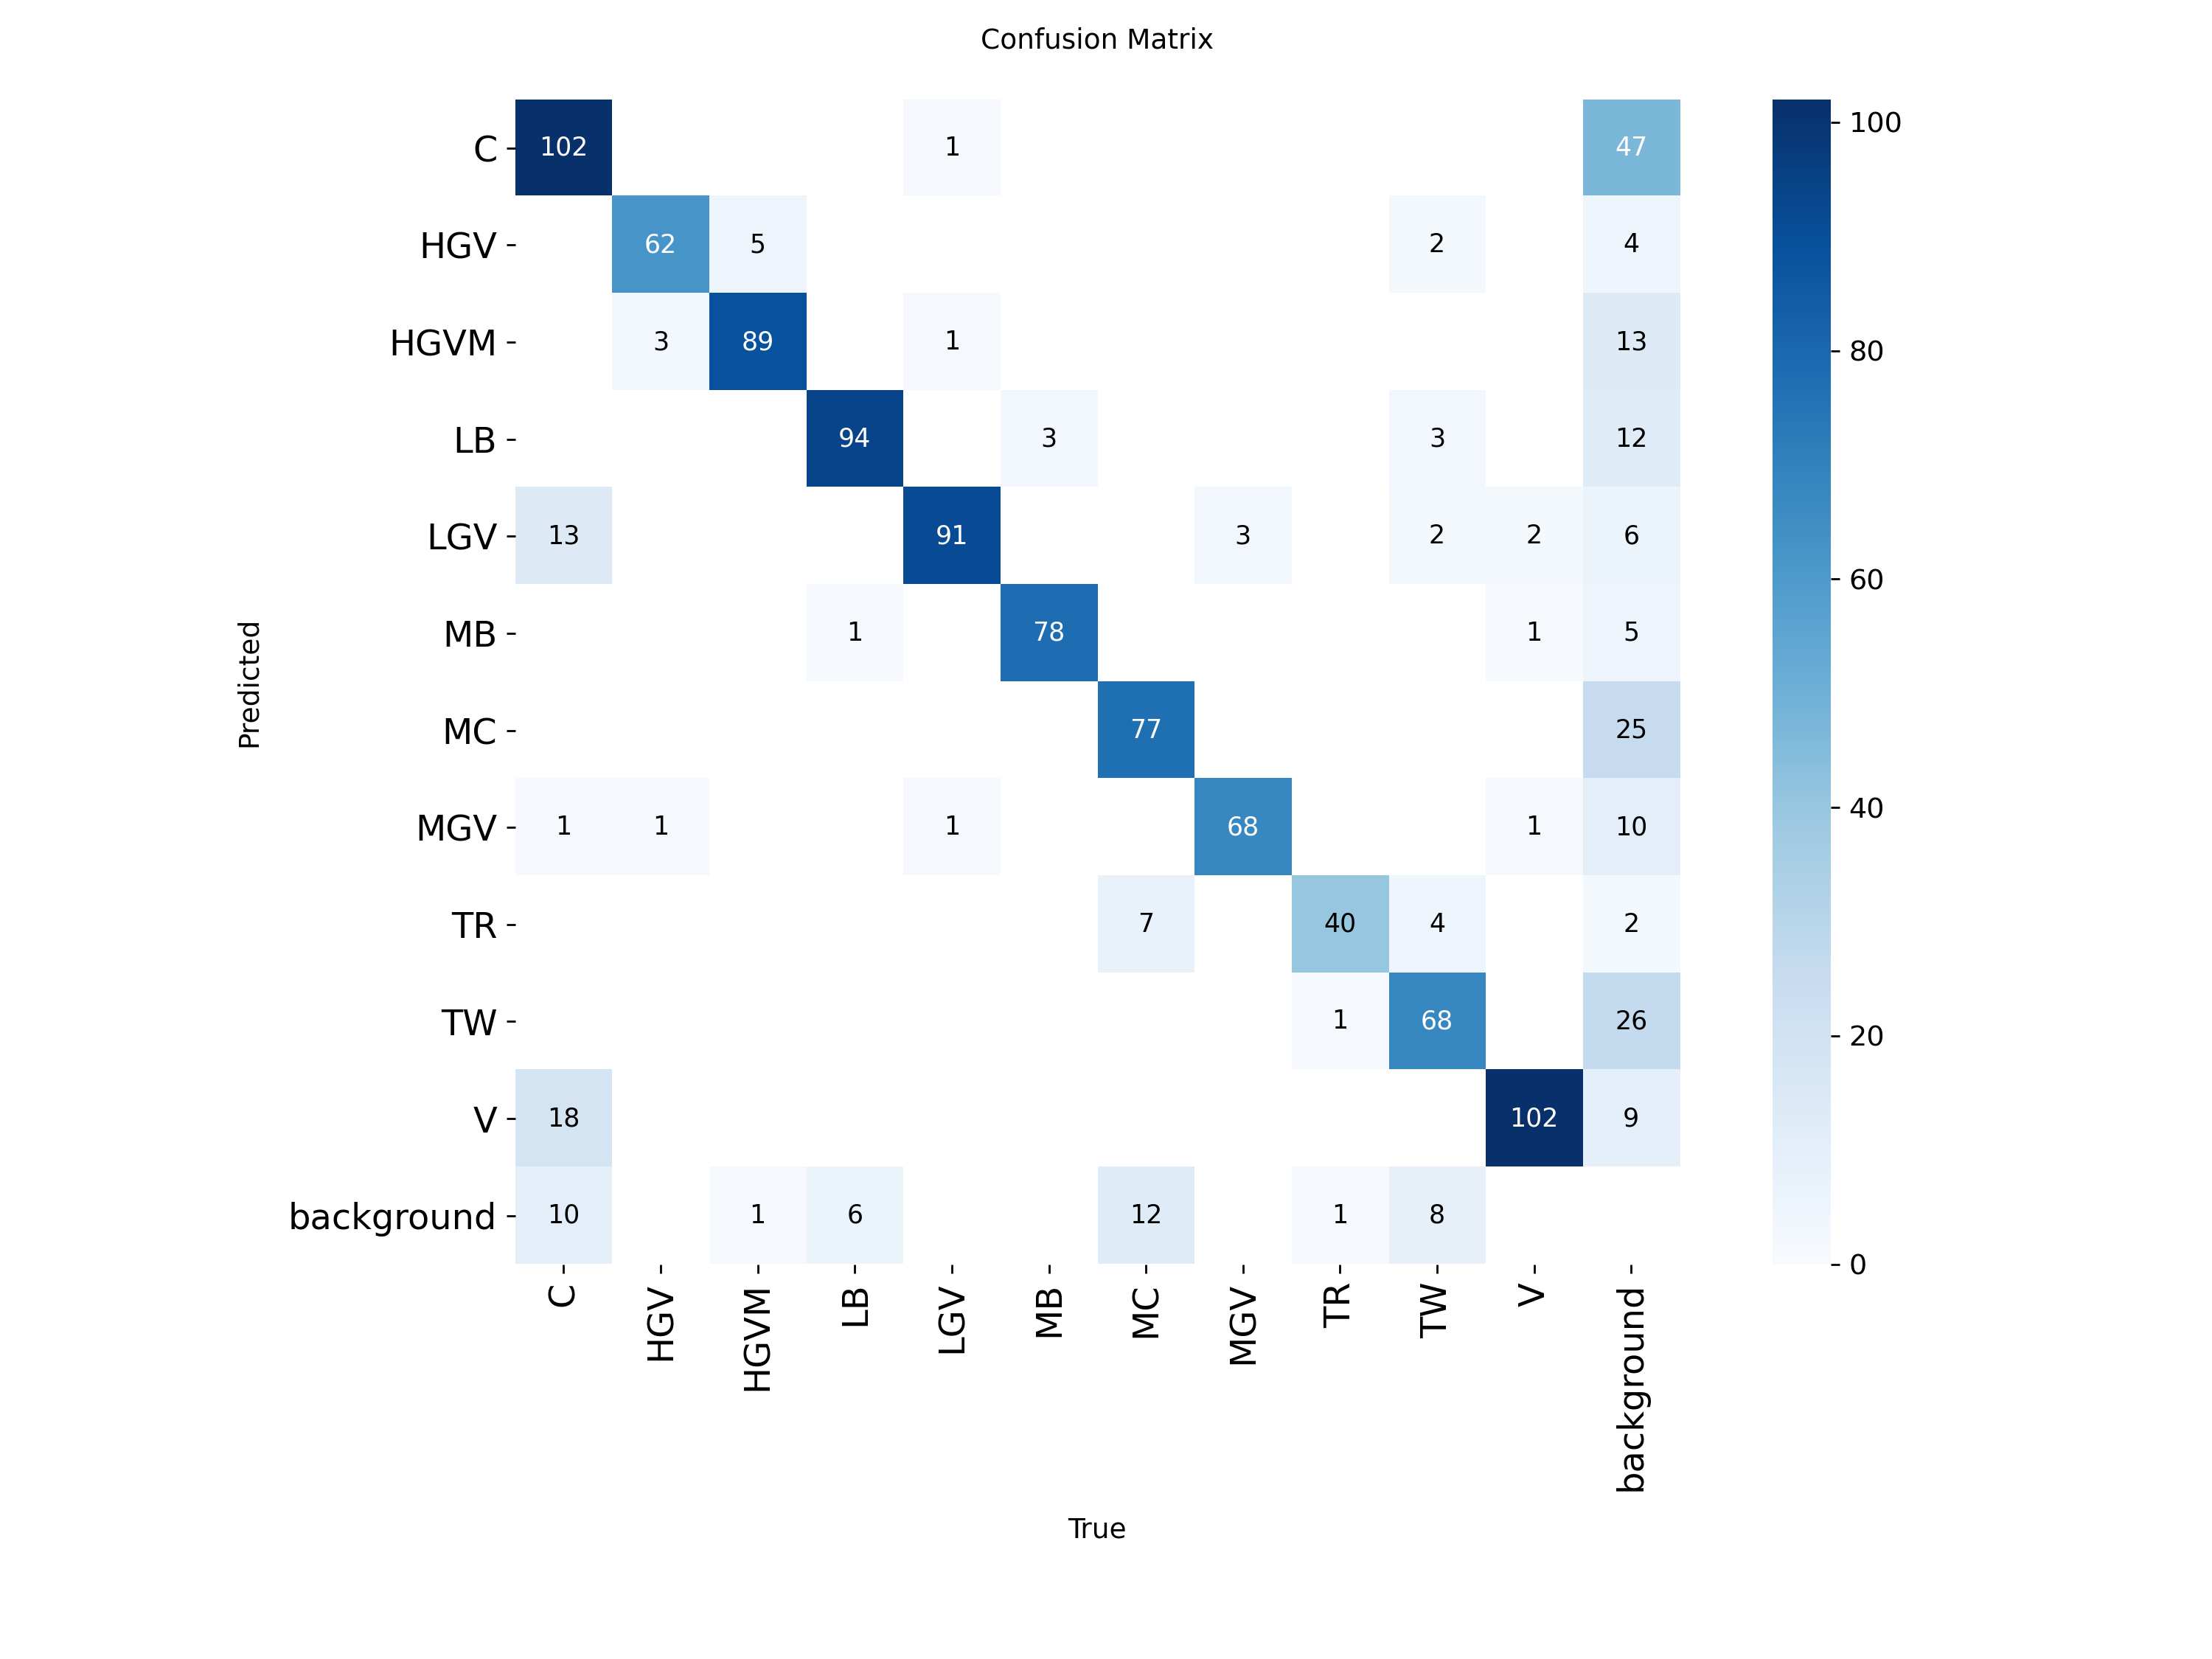 Confusion Matrix
C 102 1 47 100
HGV 62 5 2 4
HGVM 3 89 1 13 80
LB 94 3 3 12
LGV 13 91 3 2 2 6 60
MB 1 78 1 5
MC 77 25
MGV 1 1 1 68 1 10 40
TR 7 40 4 2
TW 1 68 26 20
V 18 102 9
background 10 1 6 12 1 8 0
C HGV HGVM LB LGV MB MC MGV TR TW V background
Predicted
True